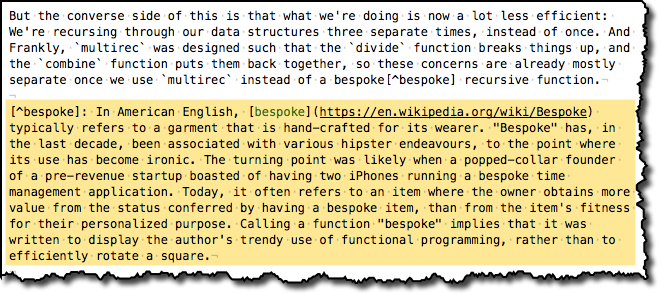 But the converse side of this is that what we're doing is now a lot less efficient:
We're recursing through our data structures three separate times, instead of once. And
Frankly, `multirec` was designed such that the `divide` function breaks things up, and
the `combine` function puts them back together, so these concerns are already mostly
separate once we use `multirec` instead of a bespoke[^bespoke] recursive function.¬
¬
[^bespoke]: In American English, [bespoke](https://en.wikipedia.org/wiki/Bespoke)
typically refers to a garment that is hand-crafted for its wearer. "Bespoke" has, in
the last decade, been associated with various hipster endeavours, to the point where
its use has become ironic. The turning point was likely when a popped-collar founder
of a pre-revenue startup boasted of having two iPhones running a bespoke time
management application. Today, it often refers to an item where the owner obtains more
value from the status conferred by having a bespoke item, than from the item's fitness
for their personalized purpose. Calling a function "bespoke" implies that it was
written to display the author's trendy use of functional programming, rather than to
efficiently rotate a square.¬